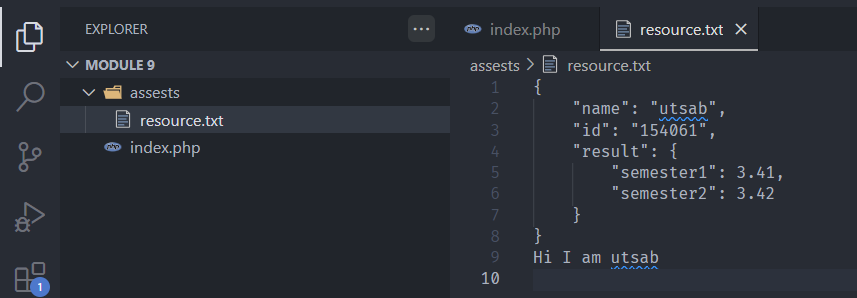 EXPLORER
...
index.php
resource.txt
MODULE 9
assests
resource.txt
index.php
assests > resource.txt
1 {
2 "name": "utsab",
3 "id": "154061",
4 "result": {
5 "semester1": 3.41,
6 "semester2": 3.42
7 }
8 }
9 Hi I am utsab
10
1